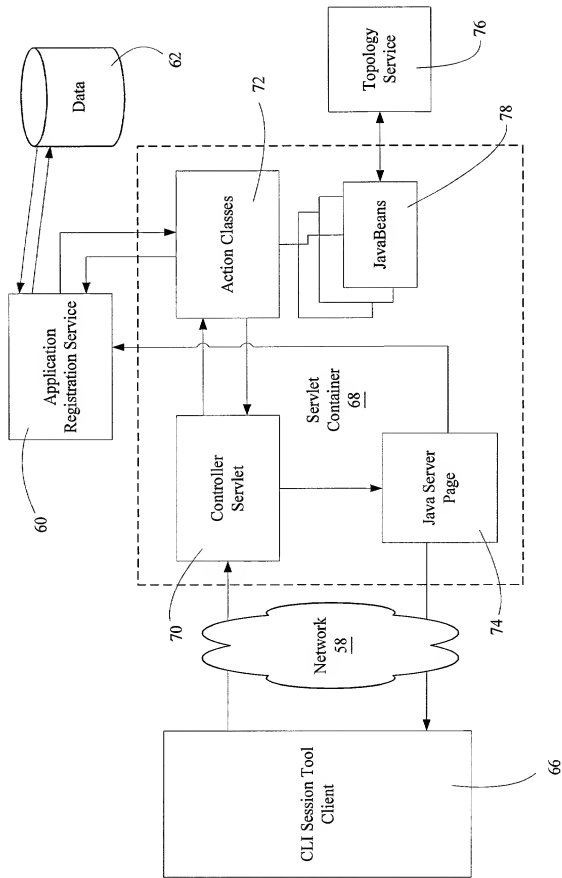 62
Data
Application
Registration Service
60
72
Action Classes
Topology
Service
76
78
JavaBeans
Controller
Servlet
70
Servlet
Container
68
Java Server
Page
74
Network
58
CLI Session Tool
Client
66